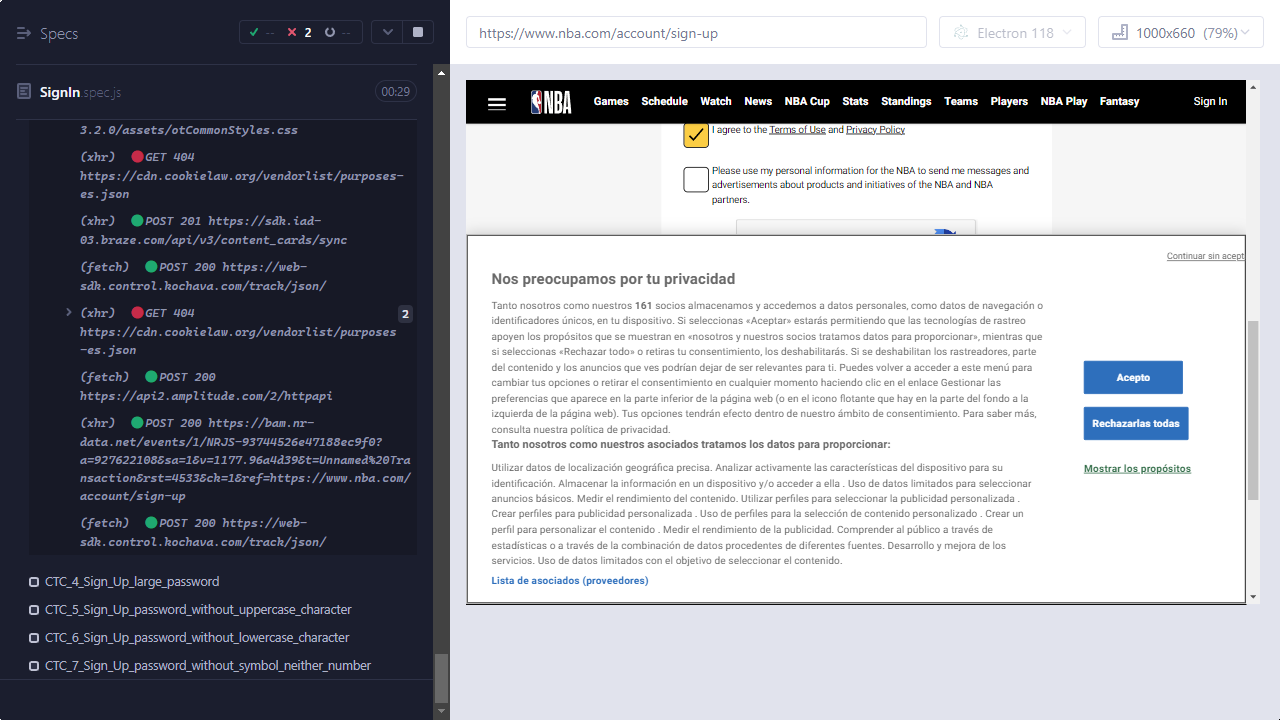 Specs
-- 2 --
SignIn spec.js 00:29
3.2.0/assets/otCommonStyles.css
(xhr) GET 404
https://cdn.cookielaw.org/vendorlist/purposes-
es.json
(xhr) POST 201 https://sdk.iad-
03.braze.com/api/v3/content_cards/sync
(fetch) POST 200 https://web-
sdk.control.kochava.com/track/json/
(xhr) GET 404 2
https://cdn.cookielaw.org/vendorlist/purposes
-es.json
(fetch) POST 200
https://api2.amplitude.com/2/httpapi
(xhr) POST 200 https://bam.nr-
data.net/events/1/NRJS-93744526e47188ec9f0?
a=927622108&sa=1&v=1177.96a4d39&t=Unnamed%20Tra
nsaction&rst=4533&ck=1&ref=https://www.nba.com/
account/sign-up
(fetch) POST 200 https://web-
sdk.control.kochava.com/track/json/
CTC_4_Sign_Up_large_password
CTC_5_Sign_Up_password_without_uppercase_character
CTC_6_Sign_Up_password_without_lowercase_character
CTC_7_Sign_Up_password_without_symbol_neither_number
https://www.nba.com/account/sign-up
Electron 118
1000x660 (79%)
NBA Games Schedule Watch News NBA Cup Stats Standings Teams Players NBA Play Fantasy Sign In
I agree to the Terms of Use and Privacy Policy
Please use my personal information for the NBA to send me messages and
advertisements about products and initiatives of the NBA and NBA
partners.
Continuar sin acept
Nos preocupamos por tu privacidad
Tanto nosotros como nuestros 161 socios almacenamos y accedemos a datos personales, como datos de navegación o
identificadores únicos, en tu dispositivo. Si seleccionas «Aceptar» estarás permitiendo que las tecnologías de rastreo
apoyen los propósitos que se muestran en «nosotros y nuestros socios tratamos datos para proporcionar», mientras que
si seleccionas «Rechazar todo» o retiras tu consentimiento, los deshabilitarás. Si se deshabilitan los rastreadores, parte
del contenido y los anuncios que ves podrían dejar de ser relevantes para ti. Puedes volver a acceder a este menú para
cambiar tus opciones o retirar el consentimiento en cualquier momento haciendo clic en el enlace Gestionar las
preferencias que aparece en la parte inferior de la página web (o en el icono flotante que hay en la parte del fondo a la
izquierda de la página web). Tus opciones tendrán efecto dentro de nuestro ámbito de consentimiento. Para saber más,
consulta nuestra política de privacidad.
Tanto nosotros como nuestros asociados tratamos los datos para proporcionar:
Utilizar datos de localización geográfica precisa. Analizar activamente las características del dispositivo para su
identificación. Almacenar la información en un dispositivo y/o acceder a ella . Uso de datos limitados para seleccionar
anuncios básicos. Medir el rendimiento del contenido. Utilizar perfiles para seleccionar la publicidad personalizada .
Crear perfiles para publicidad personalizada . Uso de perfiles para la selección de contenido personalizado . Crear un
perfil para personalizar el contenido . Medir el rendimiento de la publicidad. Comprender al público a través de
estadísticas o a través de la combinación de datos procedentes de diferentes fuentes. Desarrollo y mejora de los
servicios. Uso de datos limitados con el objetivo de seleccionar el contenido.
Lista de asociados (proveedores)
Acepto
Rechazarlas todas
Mostrar los propósitos